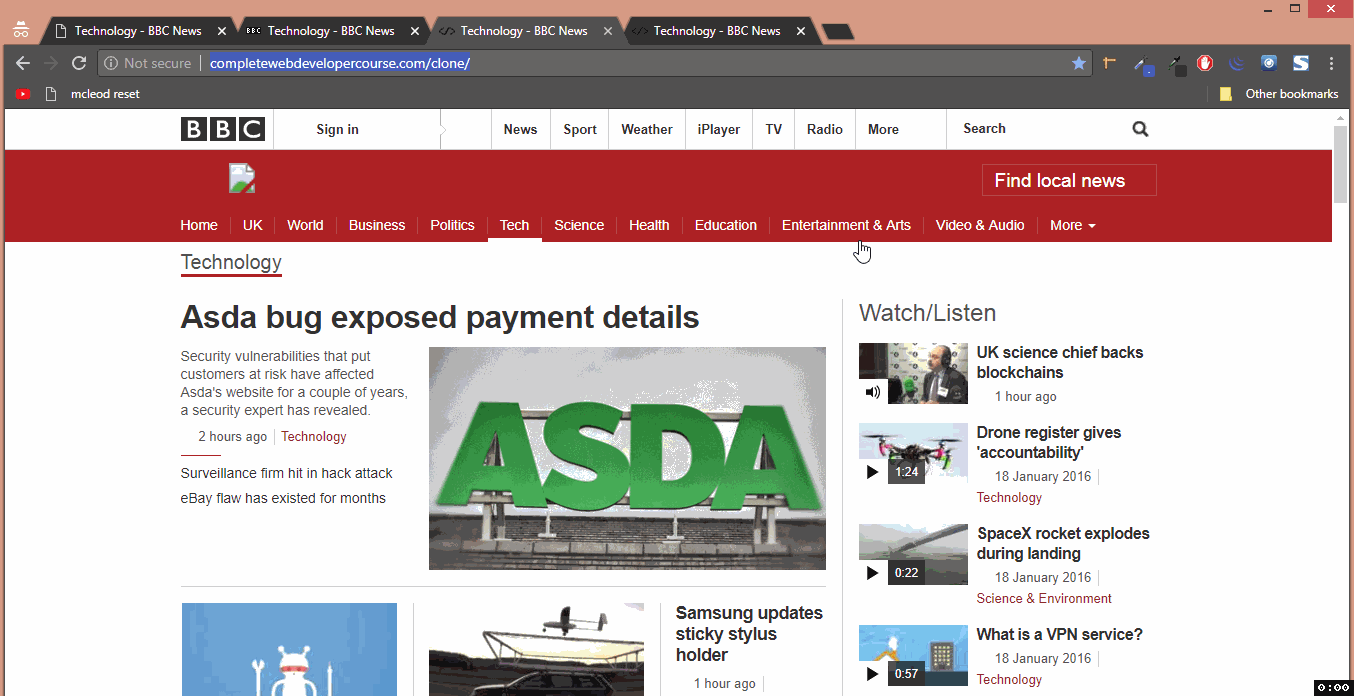 Technology - BBC News
BBC Technology - BBC News
Technology - BBC News
Technology - BBC News
Not secure completewebdevelopercourse.com/clone/
mcleod reset
Other bookmarks
BBC Sign in News Sport Weather iPlayer TV Radio More Search
Find local news
Home UK World Business Politics Tech Science Health Education Entertainment & Arts Video & Audio More
Technology
Asda bug exposed payment details
Security vulnerabilities that put
customers at risk have affected
Asda's website for a couple of years,
a security expert has revealed.
2 hours ago Technology
Surveillance firm hit in hack attack
eBay flaw has existed for months
ASDA
Samsung updates
sticky stylus
holder
1 hour ago
Watch/Listen
UK science chief backs
blockchains
1 hour ago
Drone register gives
'accountability'
1:24
18 January 2016
Technology
SpaceX rocket explodes
during landing
0:22
18 January 2016
Science & Environment
What is a VPN service?
0:57
18 January 2016
Technology
0:00